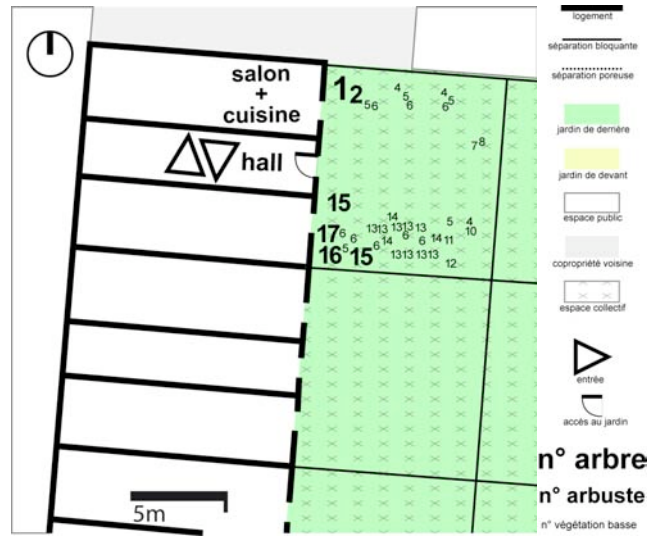 salon
+
cuisine
hall
1 2
4
5
5 6
6
4
5
6
7 8
15
14
13 13 13 13 13
5
4
10
17 6
6
6
14
6
6
14
11
16 5 15
13 13 13 13
12
5m
logement
séparation bloquante
séparation poreuse
jardin de derrière
jardin de devant
espace public
copropriété voisine
espace collectif
entrée
accès au jardin
n° arbre
n° arbuste
n° végétation basse